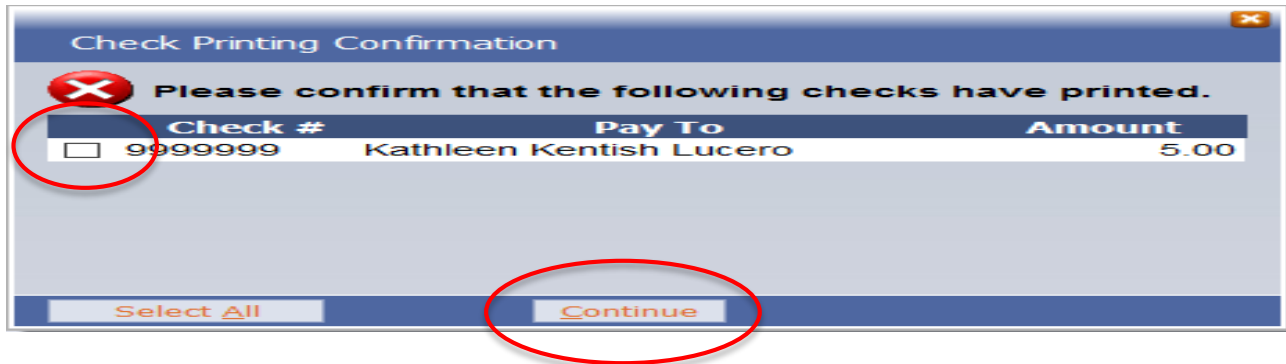 Check Printing Confirmation
Please confirm that the following checks have printed.
Check # Pay To Amount
9999999 Kathleen Kentish Lucero 5.00
Select All Continue